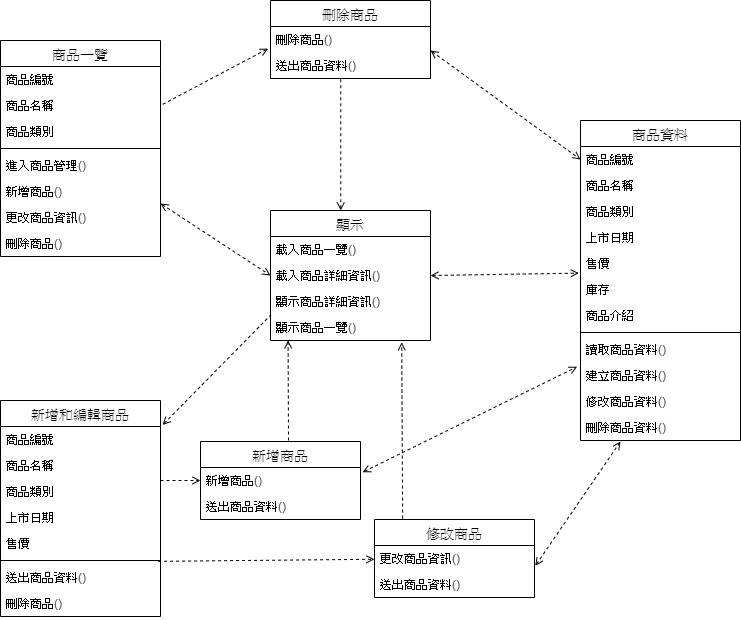 刪除商品
刪除商品()
送出商品資料()
商品一覽
商品編號
商品名稱
商品類別
進入商品管理()
新增商品()
更改商品資訊()
刪除商品()
商品資料
商品編號
商品名稱
商品類別
上市日期
售價
庫存
商品介紹
讀取商品資料()
建立商品資料()
修改商品資料()
刪除商品資料()
顯示
載入商品一覽()
載入商品詳細資訊()
顯示商品詳細資訊()
顯示商品一覽()
新增和編輯商品
商品編號
商品名稱
商品類別
上市日期
售價
送出商品資料()
刪除商品()
新增商品
新增商品()
送出商品資料()
修改商品
更改商品資訊()
送出商品資料()